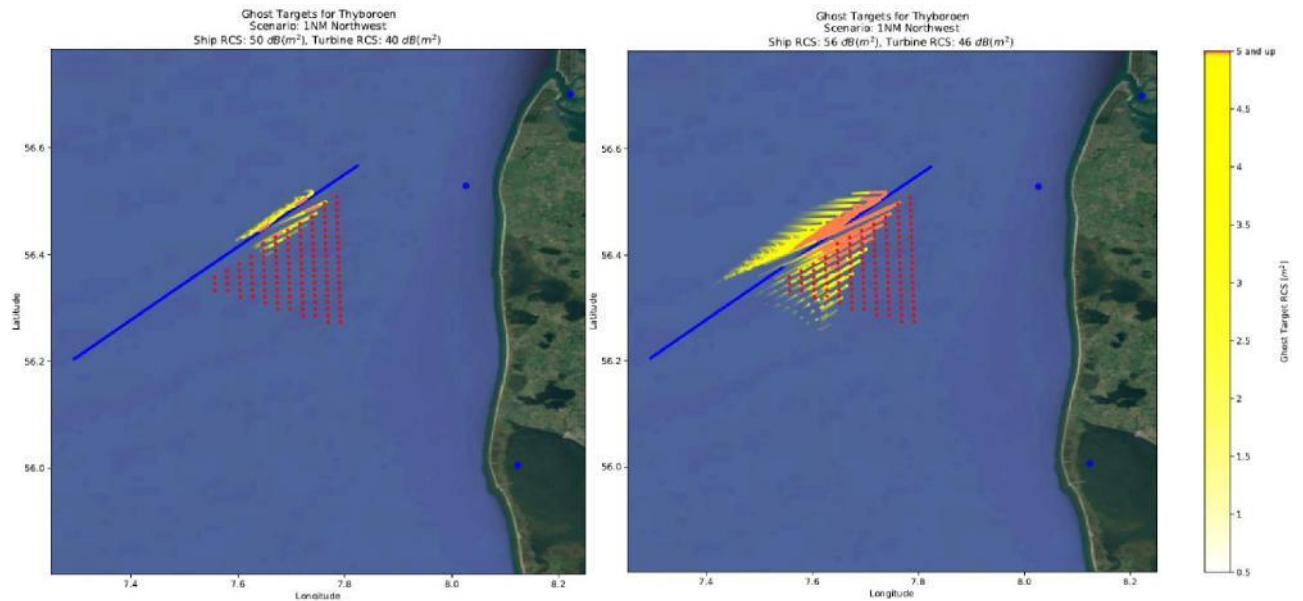 Ghost Targets for Thyboroen
Scenario: 1NM Northwest
Ship RCS: 50 dB(m²), Turbine RCS: 40 dB(m²)
56.6
56.4
56.2
56.0
Latitude
7.4 7.6 7.8 8.0 8.2
Longitude
Ghost Targets for Thyboroen
Scenario: 1NM Northwest
Ship RCS: 56 dB(m²), Turbine RCS: 46 dB(m²)
56.6
56.4
56.2
56.0
Latitude
7.4 7.6 7.8 8.0 8.2
Longitude
5 and up
4.5
4
3.5
3
2.5
2
1.5
1
0.5
Ghost Target RCS [m²]